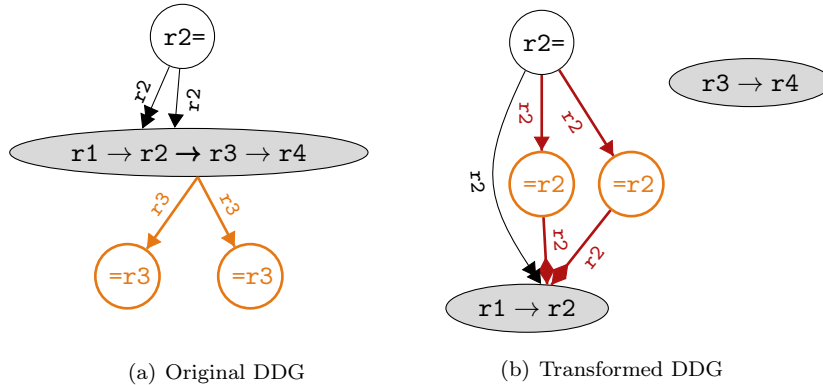 r2=
r2
r2
r1 → r2 → r3 → r4
r3
r3
=r3
=r3
(a) Original DDG
r2=
r3 → r4
r2
r2
r2
=r2
=r2
r2
r2
r1 → r2
(b) Transformed DDG